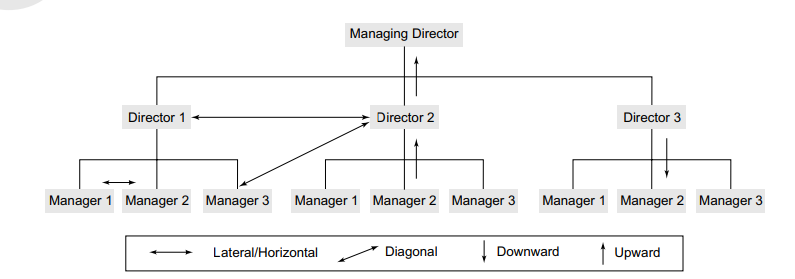 Managing Director
Director 1
Director 2
Director 3
Manager 1
Manager 2
Manager 3
Manager 1
Manager 2
Manager 3
Manager 1
Manager 2
Manager 3
Lateral/Horizontal
Diagonal
Downward
Upward